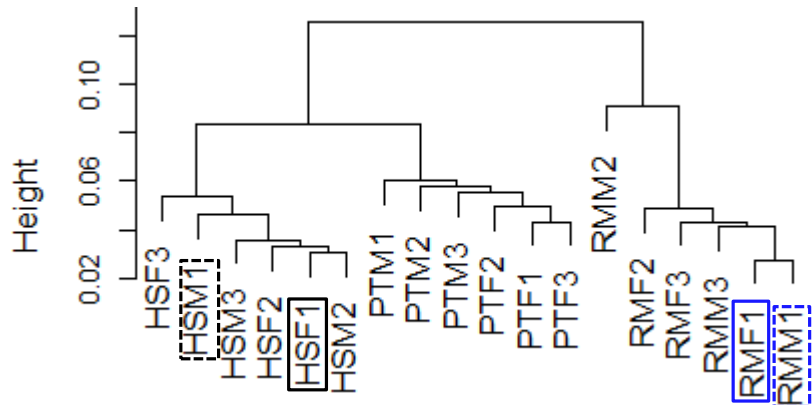 Height
0.10
0.06
0.02
HSF3
HSM1
HSM3
HSF2
HSF1
HSM2
PTM1
PTM2
PTM3
PTF2
PTF1
PTF3
RMM2
RMF2
RMF3
RMM3
RMF1
RMM1